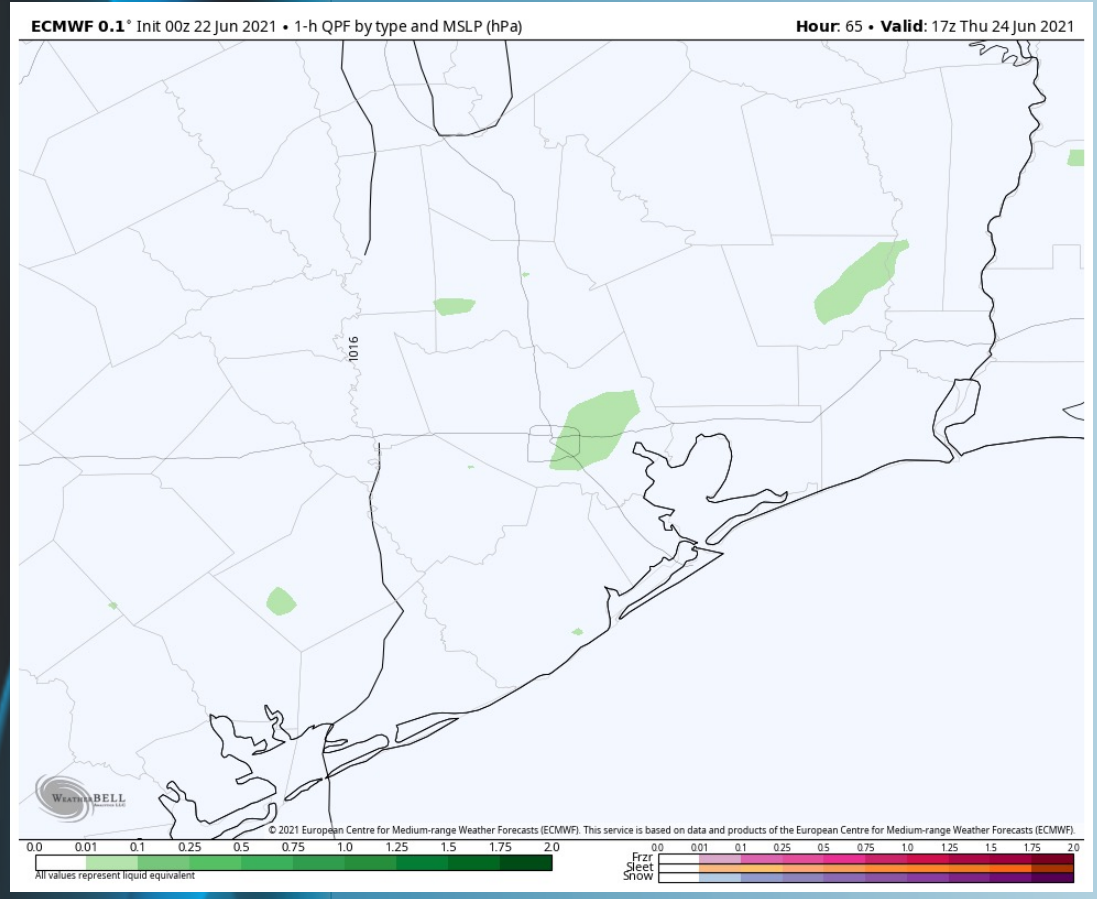 ECMWF 0.1° Init 00z 22 Jun 2021 • 1-h QPF by type and MSLP (hPa)
Hour: 65 • Valid: 17z Thu 24 Jun 2021
1016
WEATHERBELL
© 2021 European Centre for Medium-range Weather Forecasts (ECMWF). This service is based on data and products of the European Centre for Medium-range Weather Forecasts (ECMWF).
0.0 0.01 0.1 0.25 0.5 0.75 1.0 1.25 1.5 1.75 2.0
All values represent liquid equivalent
0.0 0.01 0.1 0.25 0.5 0.75 1.0 1.25 1.5 1.75 2.0
Frzr
Sleet
Snow